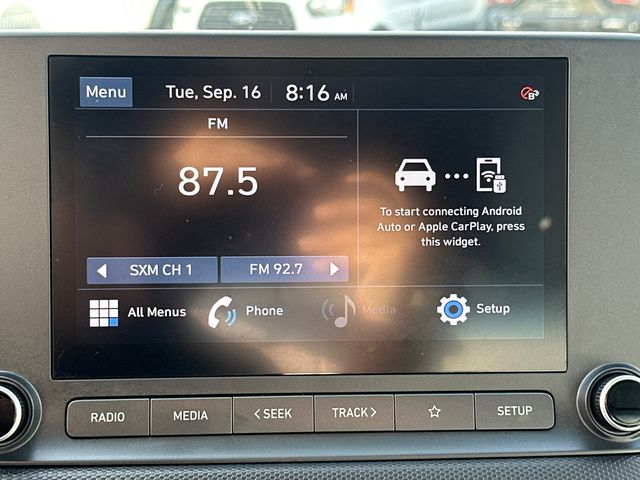 Menu Tue, Sep. 16 8:16 AM
FM
87.5
To start connecting Android
Auto or Apple CarPlay, press
this widget.
SXM CH 1 FM 92.7
All Menus Phone Media Setup
RADIO MEDIA <SEEK TRACK> ☆ SETUP